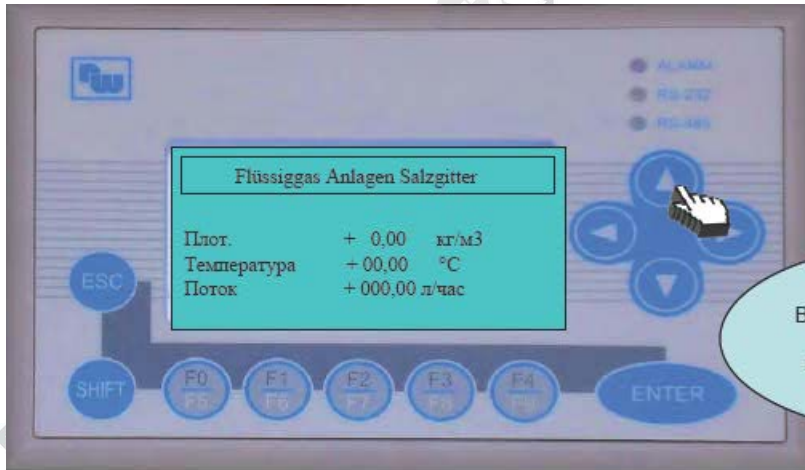 ALARM
RS-232
RS-485
Flüssiggas Anlagen Salzgitter
Плот. + 0,00 кг/м3
Температура + 00,00 °C
Поток + 000,00 л/час
ESC
SHIFT
F0 F1 F2 F3 F4
F5 F6 F7 F8 F9
ENTER
В